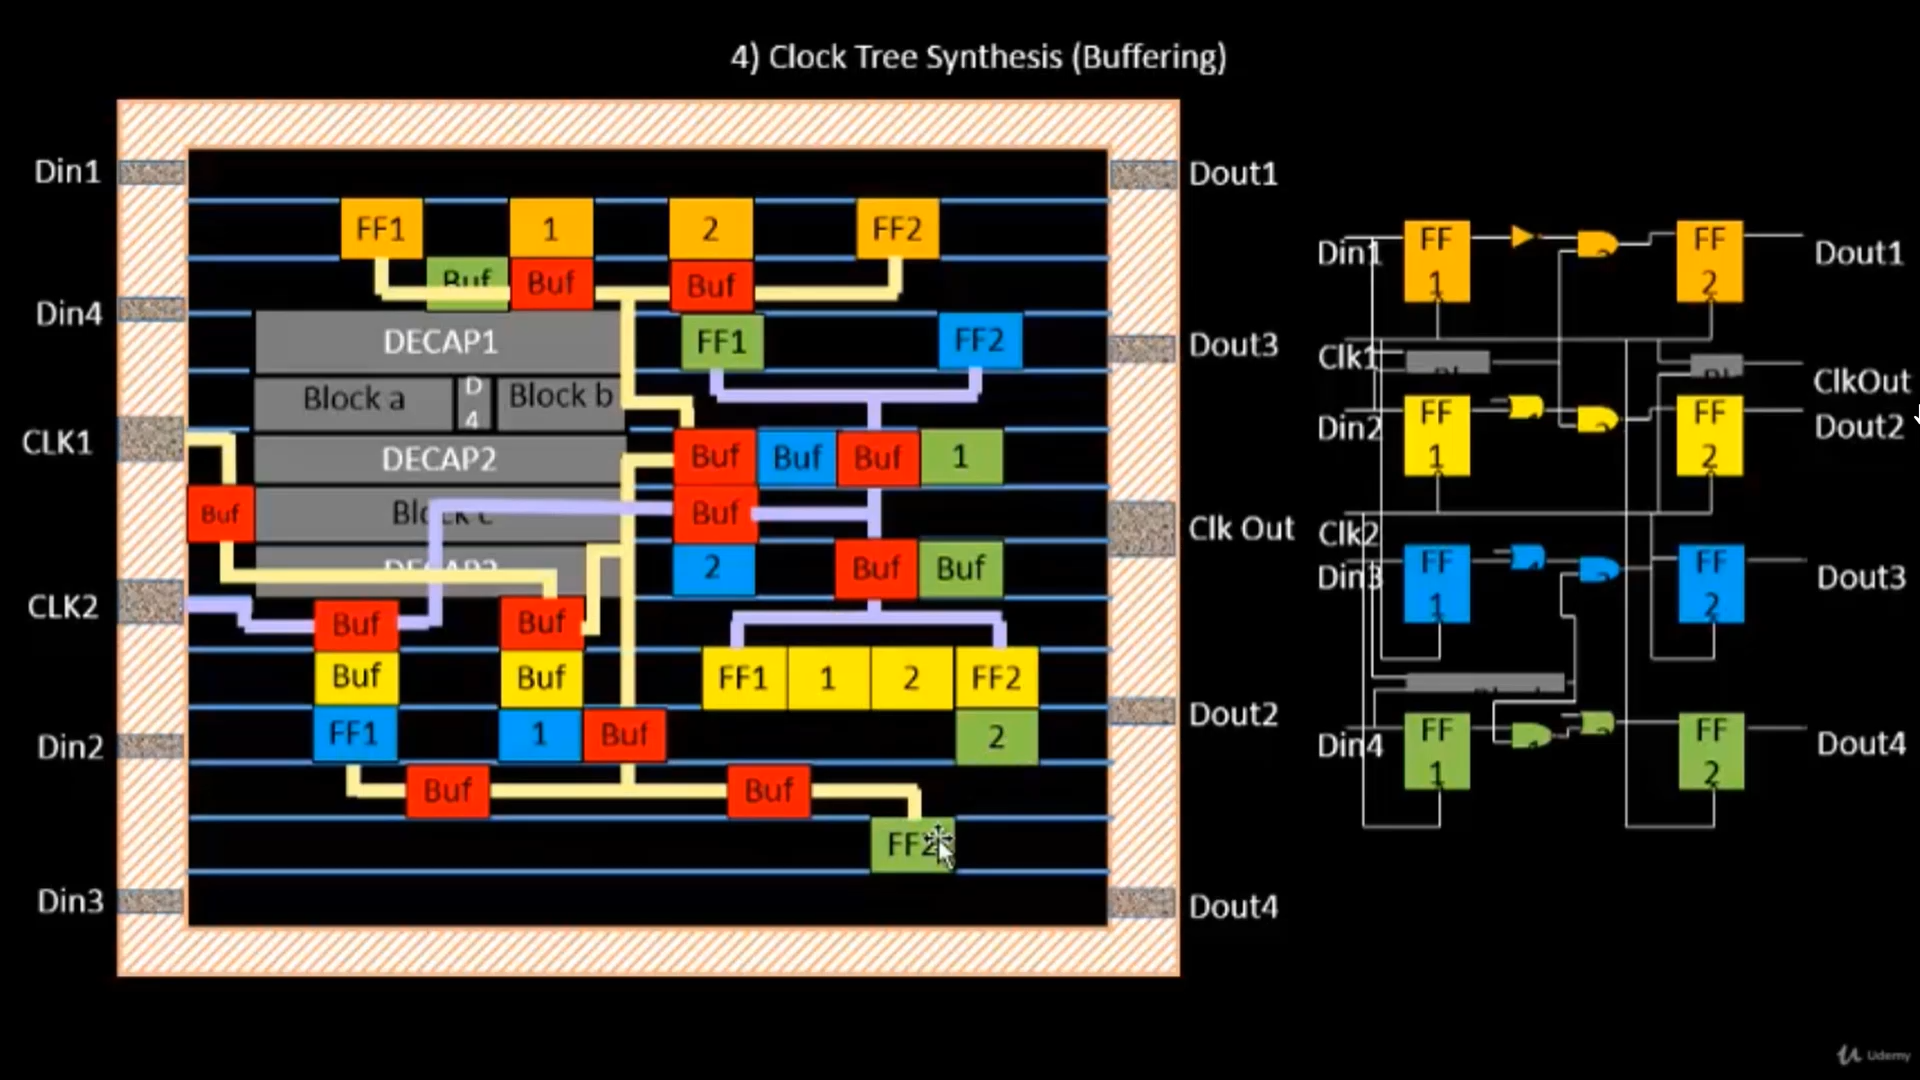 4) Clock Tree Synthesis (Buffering)
Din1
Dout1
FF1
1
2
FF2
Buf
Buf
Buf
Din4
DECAP1
FF1
FF2
Dout3
Block a
D
4
Block b
CLK1
DECAP2
Buf
Buf
Buf
1
Buf
Block c
Buf
Clk Out
2
Buf
Buf
CLK2
Buf
Buf
Buf
Buf
FF1
1
2
FF2
Din2
FF1
1
Buf
2
Dout2
Buf
Buf
FF2
Din3
Dout4
Din1
FF
1
FF
2
Dout1
Clk1
ClkOut
Din2
FF
1
FF
2
Dout2
Clk2
Din3
FF
1
FF
2
Dout3
Din4
FF
1
FF
2
Dout4
Udemy